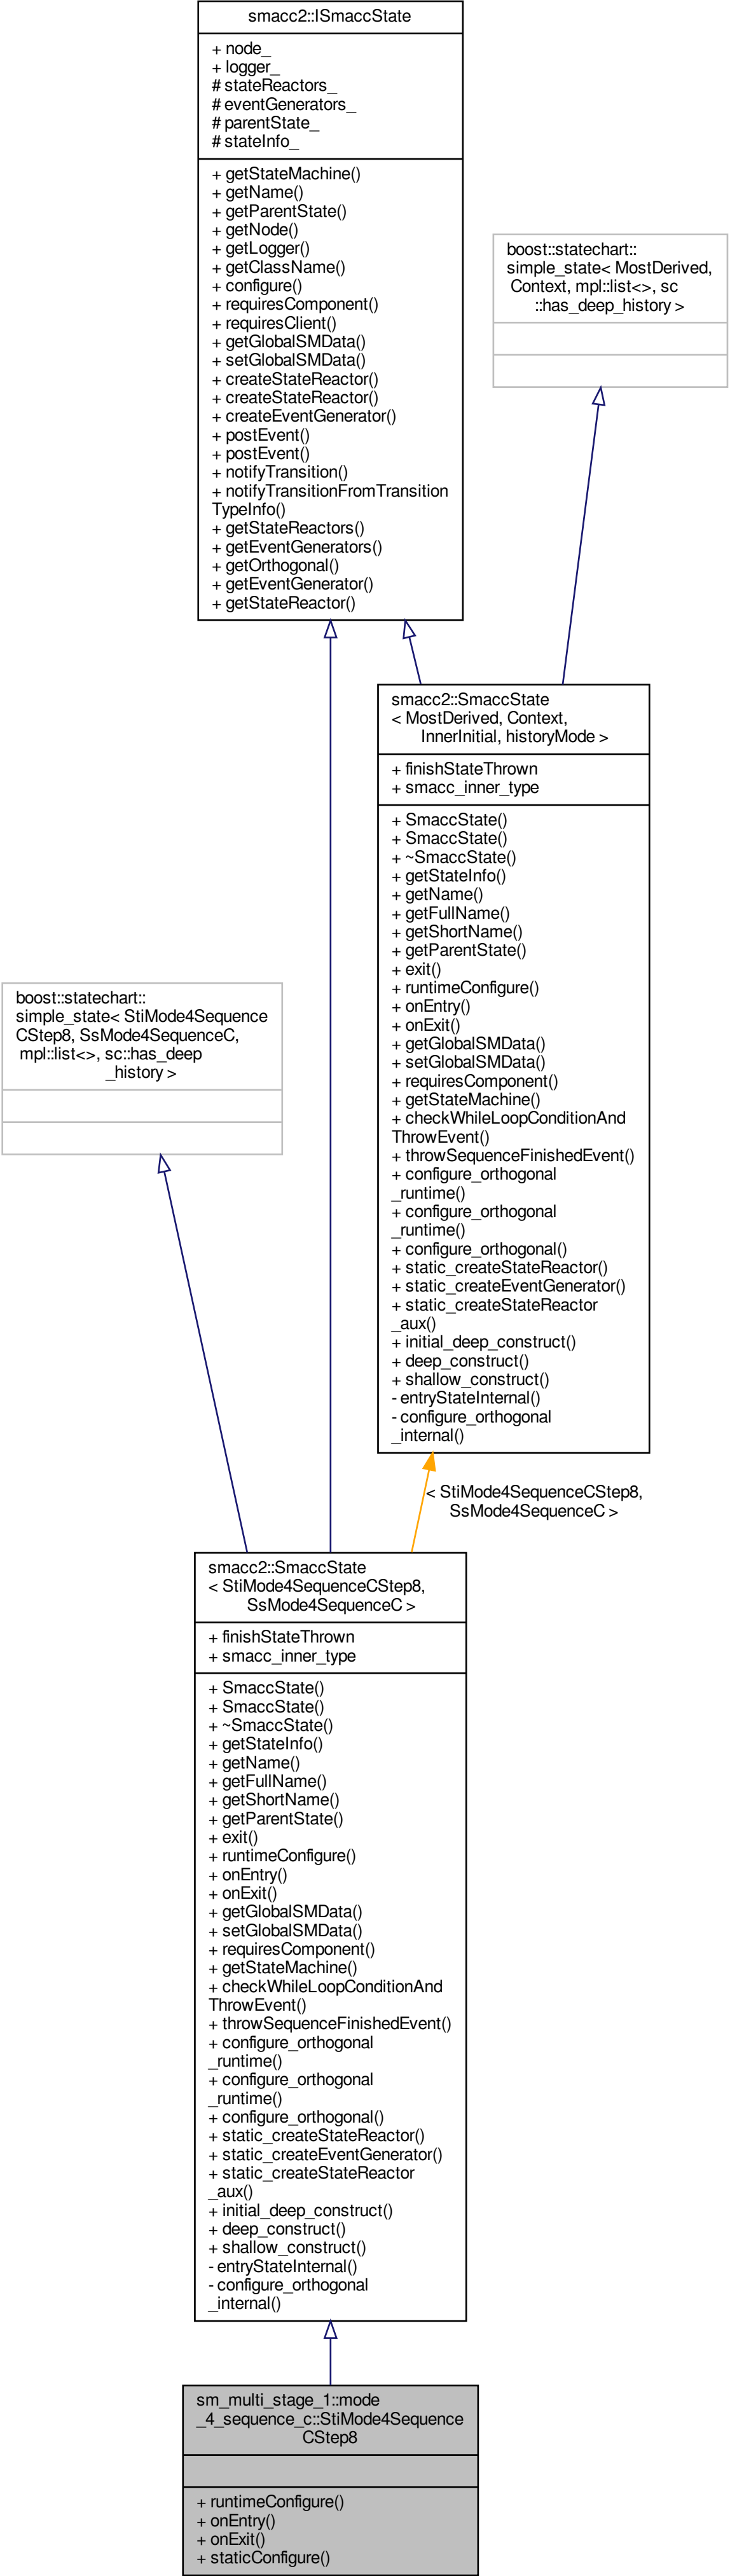 smacc2::ISmaccState
+ node_
+ logger_
# stateReactors_
# eventGenerators_
# parentState_
# stateInfo_
+ getStateMachine()
+ getName()
+ getParentState()
+ getNode()
+ getLogger()
+ getClassName()
+ configure()
+ requiresComponent()
+ requiresClient()
+ getGlobalSMData()
+ setGlobalSMData()
+ createStateReactor()
+ createStateReactor()
+ createEventGenerator()
+ postEvent()
+ postEvent()
+ notifyTransition()
+ notifyTransitionFromTransition
TypeInfo()
+ getStateReactors()
+ getEventGenerators()
+ getOrthogonal()
+ getEventGenerator()
+ getStateReactor()
boost::statechart::
simple_state< MostDerived,
Context, mpl::list<>, sc
::has_deep_history >
smacc2::SmaccState
< MostDerived, Context,
InnerInitial, historyMode >
+ finishStateThrown
+ smacc_inner_type
+ SmaccState()
+ SmaccState()
+ ~SmaccState()
+ getStateInfo()
+ getName()
+ getFullName()
+ getShortName()
+ getParentState()
+ exit()
+ runtimeConfigure()
+ onEntry()
+ onExit()
+ getGlobalSMData()
+ setGlobalSMData()
+ requiresComponent()
+ getStateMachine()
+ checkWhileLoopConditionAnd
ThrowEvent()
+ throwSequenceFinishedEvent()
+ configure_orthogonal
_runtime()
+ configure_orthogonal
_runtime()
+ configure_orthogonal()
+ static_createStateReactor()
+ static_createEventGenerator()
+ static_createStateReactor
_aux()
+ initial_deep_construct()
+ deep_construct()
+ shallow_construct()
- entryStateInternal()
- configure_orthogonal
_internal()
boost::statechart::
simple_state< StiMode4Sequence
CStep8, SsMode4SequenceC,
mpl::list<>, sc::has_deep
_history >
< StiMode4SequenceCStep8,
SsMode4SequenceC >
smacc2::SmaccState
< StiMode4SequenceCStep8,
SsMode4SequenceC >
+ finishStateThrown
+ smacc_inner_type
+ SmaccState()
+ SmaccState()
+ ~SmaccState()
+ getStateInfo()
+ getName()
+ getFullName()
+ getShortName()
+ getParentState()
+ exit()
+ runtimeConfigure()
+ onEntry()
+ onExit()
+ getGlobalSMData()
+ setGlobalSMData()
+ requiresComponent()
+ getStateMachine()
+ checkWhileLoopConditionAnd
ThrowEvent()
+ throwSequenceFinishedEvent()
+ configure_orthogonal
_runtime()
+ configure_orthogonal
_runtime()
+ configure_orthogonal()
+ static_createStateReactor()
+ static_createEventGenerator()
+ static_createStateReactor
_aux()
+ initial_deep_construct()
+ deep_construct()
+ shallow_construct()
- entryStateInternal()
- configure_orthogonal
_internal()
sm_multi_stage_1::mode
_4_sequence_c::StiMode4Sequence
CStep8
+ runtimeConfigure()
+ onEntry()
+ onExit()
+ staticConfigure()